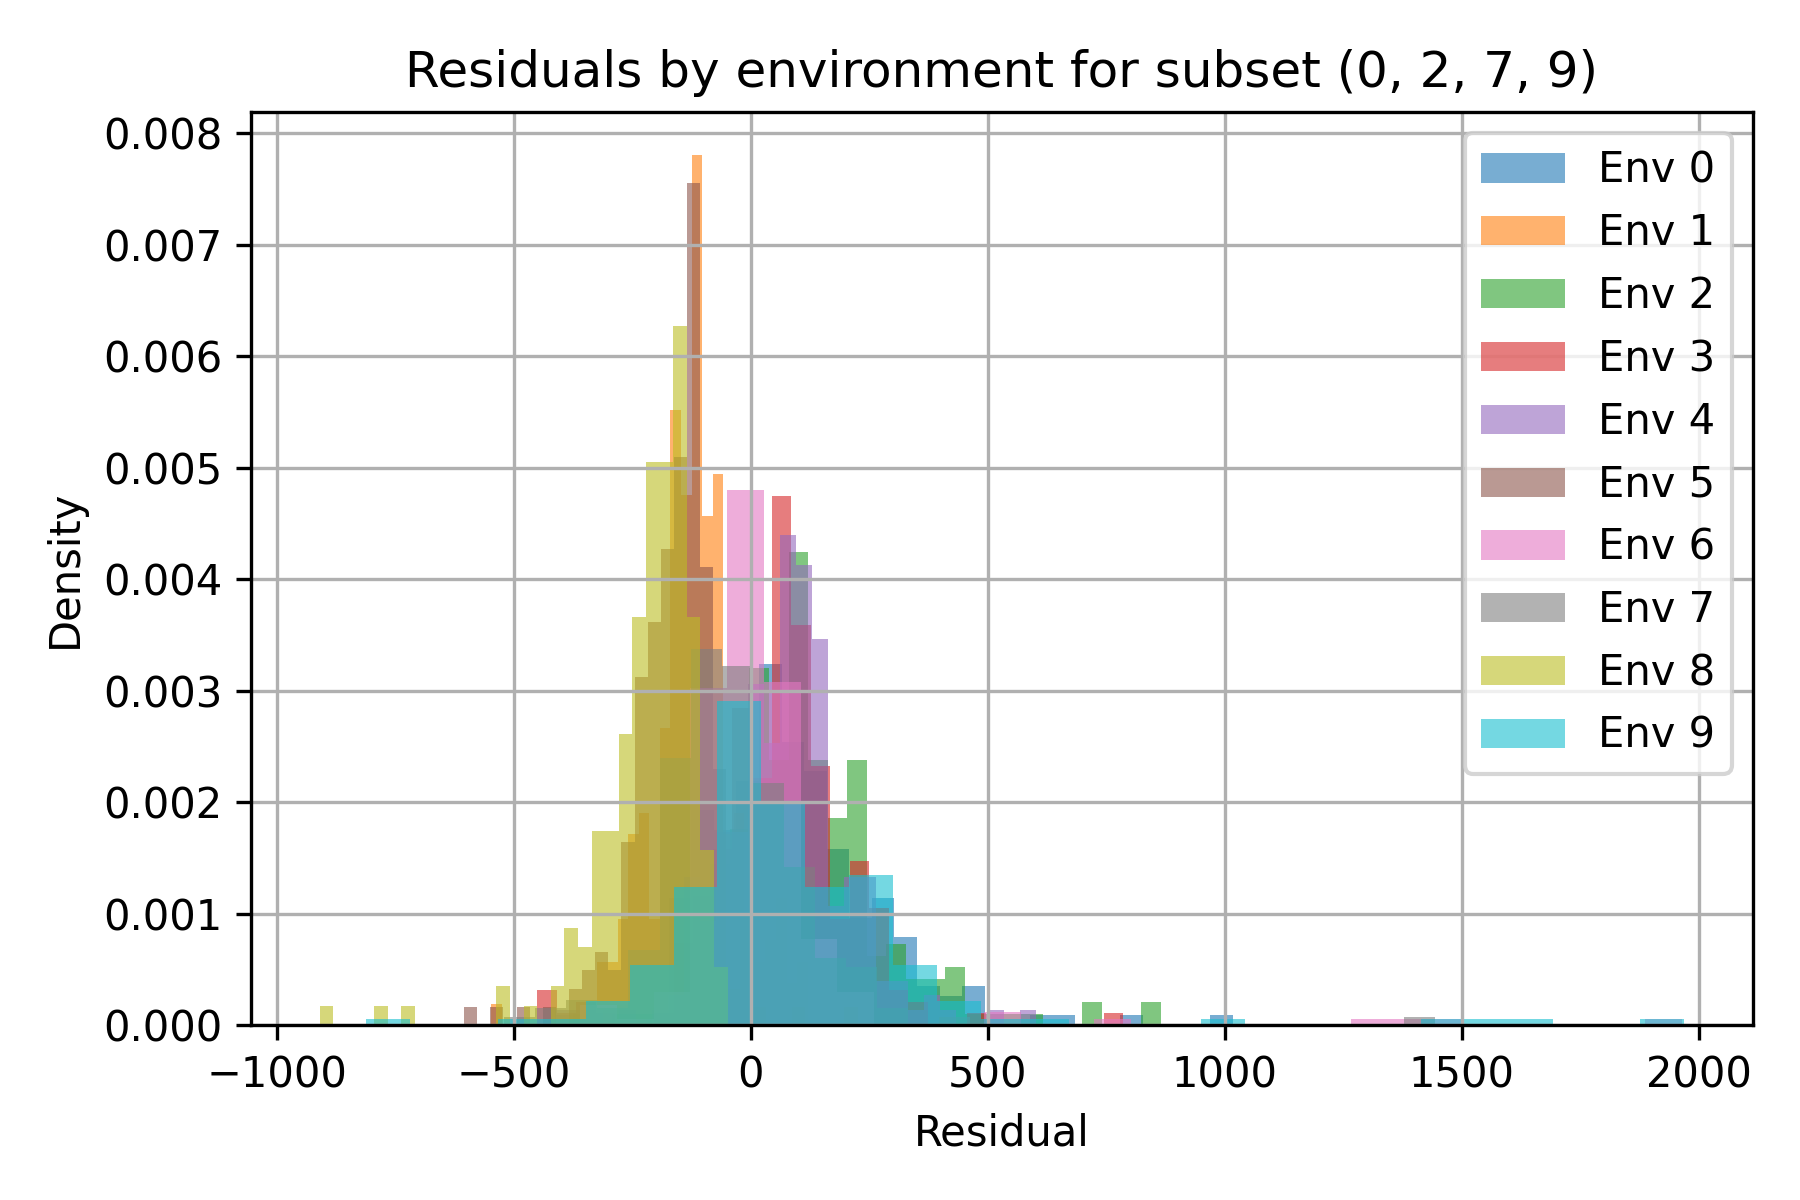 Residuals by environment for subset (0, 2, 7, 9)
0.008
0.007
0.006
0.005
0.004
0.003
0.002
0.001
0.000
Density
−1000
−500
0
500
1000
1500
2000
Residual
Env 0
Env 1
Env 2
Env 3
Env 4
Env 5
Env 6
Env 7
Env 8
Env 9